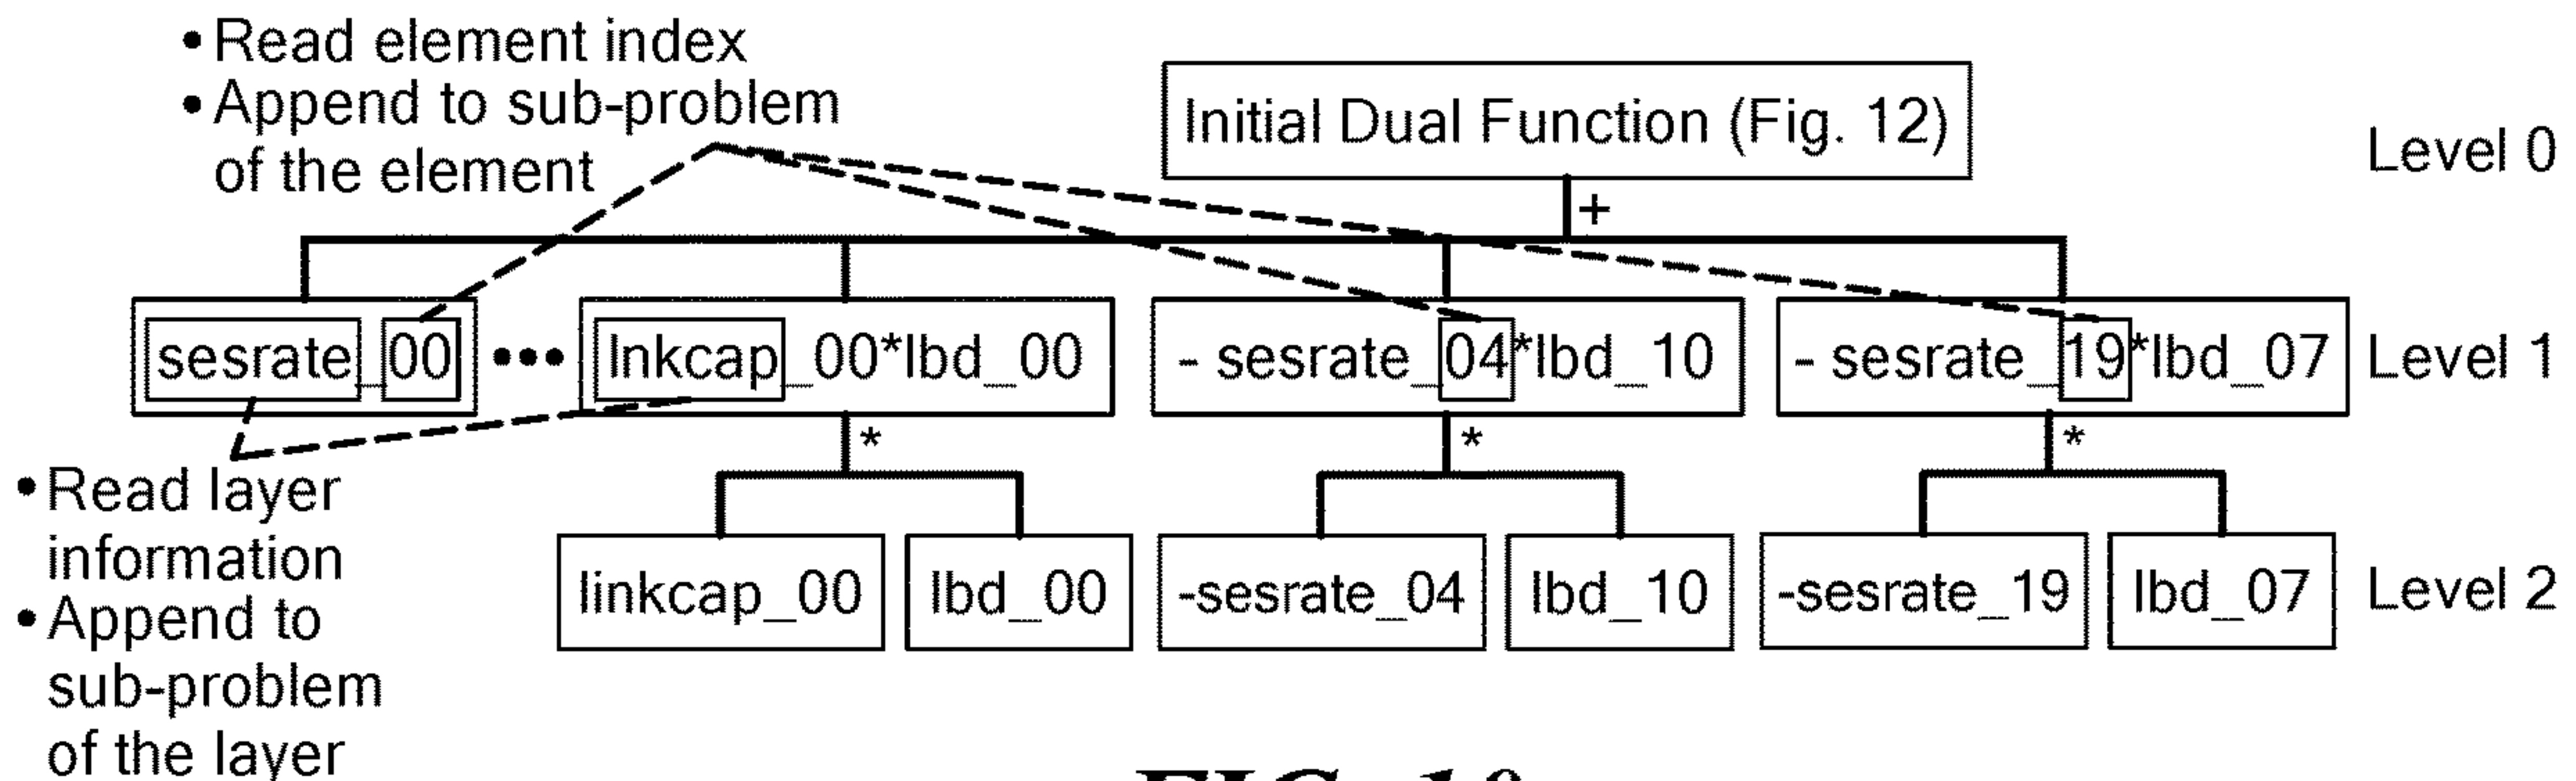 • Read element index
• Append to sub-problem
of the element
Initial Dual Function (Fig. 12)
Level 0
+
sesrate_00 ••• lnkcap_00*lbd_00 - sesrate_04*lbd_10 - sesrate_19*lbd_07 Level 1
* * *
• Read layer
information
• Append to
sub-problem
of the layer
linkcap_00 lbd_00 -sesrate_04 lbd_10 -sesrate_19 lbd_07 Level 2